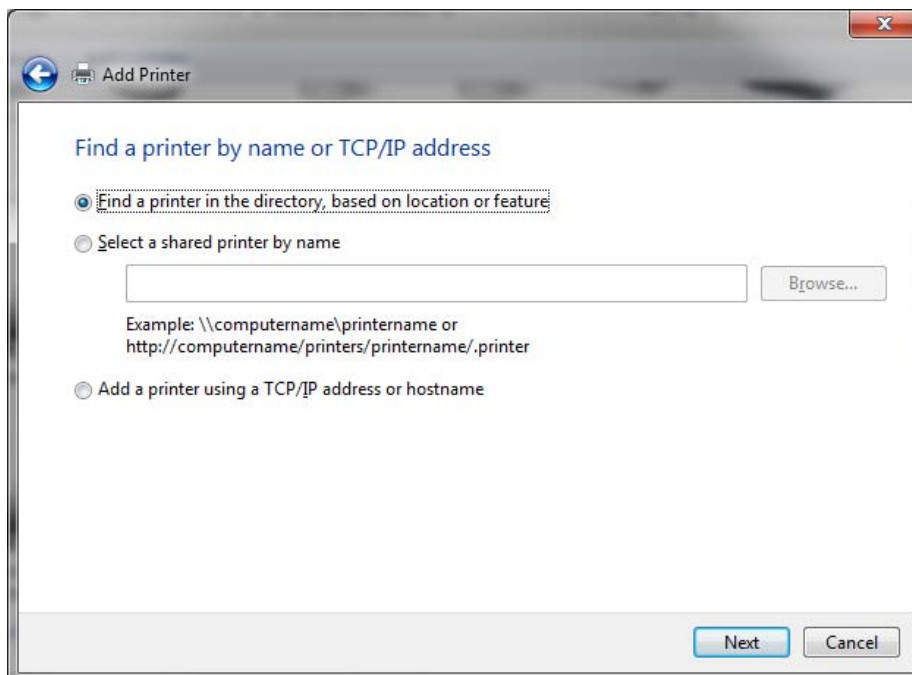 Add Printer
Find a printer by name or TCP/IP address
Find a printer in the directory, based on location or feature
Select a shared printer by name
Browse...
Example: \\computername\printername or
http://computername/printers/printername/.printer
Add a printer using a TCP/IP address or hostname
Next Cancel